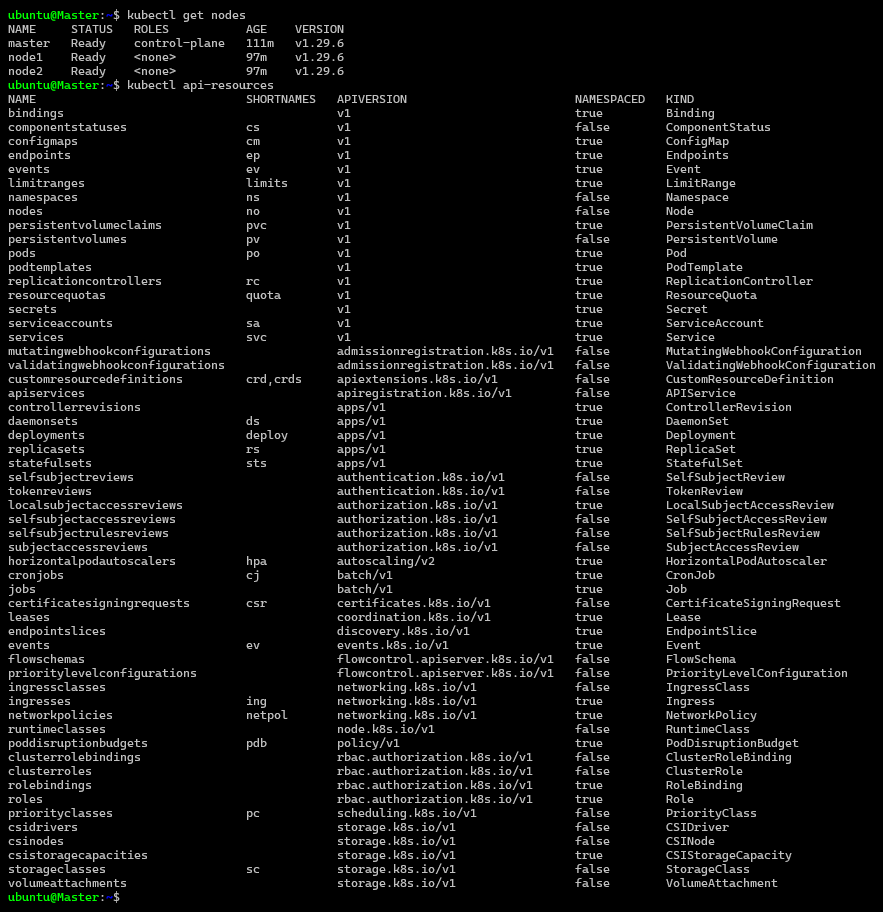 ubuntu@Master:~$ kubectl get nodes
NAME     STATUS   ROLES           AGE    VERSION
master   Ready    control-plane   111m   v1.29.6
node1    Ready    <none>          97m    v1.29.6
node2    Ready    <none>          97m    v1.29.6
ubuntu@Master:~$ kubectl api-resources
NAME                              SHORTNAMES   APIVERSION                        NAMESPACED   KIND
bindings                                       v1                                true         Binding
componentstatuses                 cs           v1                                false        ComponentStatus
configmaps                        cm           v1                                true         ConfigMap
endpoints                         ep           v1                                true         Endpoints
events                            ev           v1                                true         Event
limitranges                       limits       v1                                true         LimitRange
namespaces                        ns           v1                                false        Namespace
nodes                             no           v1                                false        Node
persistentvolumeclaims            pvc          v1                                true         PersistentVolumeClaim
persistentvolumes                 pv           v1                                false        PersistentVolume
pods                              po           v1                                true         Pod
podtemplates                                   v1                                true         PodTemplate
replicationcontrollers            rc           v1                                true         ReplicationController
resourcequotas                    quota        v1                                true         ResourceQuota
secrets                                        v1                                true         Secret
serviceaccounts                   sa           v1                                true         ServiceAccount
services                          svc          v1                                true         Service
mutatingwebhookconfigurations                  admissionregistration.k8s.io/v1   false        MutatingWebhookConfiguration
validatingwebhookconfigurations                admissionregistration.k8s.io/v1   false        ValidatingWebhookConfiguration
customresourcedefinitions         crd,crds     apiextensions.k8s.io/v1           false        CustomResourceDefinition
apiservices                                    apiregistration.k8s.io/v1         false        APIService
controllerrevisions                            apps/v1                           true         ControllerRevision
daemonsets                        ds           apps/v1                           true         DaemonSet
deployments                       deploy       apps/v1                           true         Deployment
replicasets                       rs           apps/v1                           true         ReplicaSet
statefulsets                      sts          apps/v1                           true         StatefulSet
selfsubjectreviews                             authentication.k8s.io/v1          false        SelfSubjectReview
tokenreviews                                   authentication.k8s.io/v1          false        TokenReview
localsubjectaccessreviews                      authorization.k8s.io/v1           true         LocalSubjectAccessReview
selfsubjectaccessreviews                       authorization.k8s.io/v1           false        SelfSubjectAccessReview
selfsubjectrulesreviews                        authorization.k8s.io/v1           false        SelfSubjectRulesReview
subjectaccessreviews                           authorization.k8s.io/v1           false        SubjectAccessReview
horizontalpodautoscalers          hpa          autoscaling/v2                    true         HorizontalPodAutoscaler
cronjobs                          cj           batch/v1                          true         CronJob
jobs                                           batch/v1                          true         Job
certificatesigningrequests        csr          certificates.k8s.io/v1            false        CertificateSigningRequest
leases                                         coordination.k8s.io/v1            true         Lease
endpointslices                                 discovery.k8s.io/v1               true         EndpointSlice
events                            ev           events.k8s.io/v1                  true         Event
flowschemas                                    flowcontrol.apiserver.k8s.io/v1   false        FlowSchema
prioritylevelconfigurations                    flowcontrol.apiserver.k8s.io/v1   false        PriorityLevelConfiguration
ingressclasses                                 networking.k8s.io/v1              false        IngressClass
ingresses                         ing          networking.k8s.io/v1              true         Ingress
networkpolicies                   netpol       networking.k8s.io/v1              true         NetworkPolicy
runtimeclasses                                 node.k8s.io/v1                    false        RuntimeClass
poddisruptionbudgets              pdb          policy/v1                         true         PodDisruptionBudget
clusterrolebindings                            rbac.authorization.k8s.io/v1      false        ClusterRoleBinding
clusterroles                                   rbac.authorization.k8s.io/v1      false        ClusterRole
rolebindings                                   rbac.authorization.k8s.io/v1      true         RoleBinding
roles                                          rbac.authorization.k8s.io/v1      true         Role
priorityclasses                   pc           scheduling.k8s.io/v1              false        PriorityClass
csidrivers                                     storage.k8s.io/v1                 false        CSIDriver
csinodes                                       storage.k8s.io/v1                 false        CSINode
csistoragecapacities                           storage.k8s.io/v1                 true         CSIStorageCapacity
storageclasses                    sc           storage.k8s.io/v1                 false        StorageClass
volumeattachments                              storage.k8s.io/v1                 false        VolumeAttachment
ubuntu@Master:~$